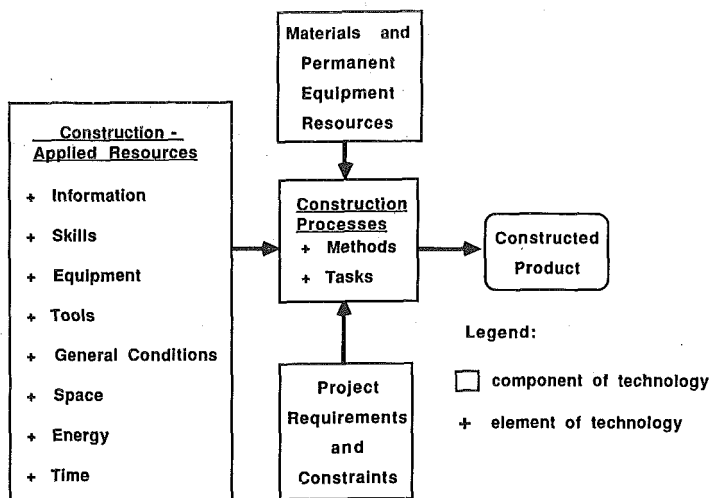 Materials and
Permanent
Equipment
Resources
Construction -
Applied Resources
+ Information
+ Skills
+ Equipment
+ Tools
+ General Conditions
+ Space
+ Energy
+ Time
Construction
Processes
+ Methods
+ Tasks
Constructed
Product
Project
Requirements
and
Constraints
Legend:
component of technology
+ element of technology